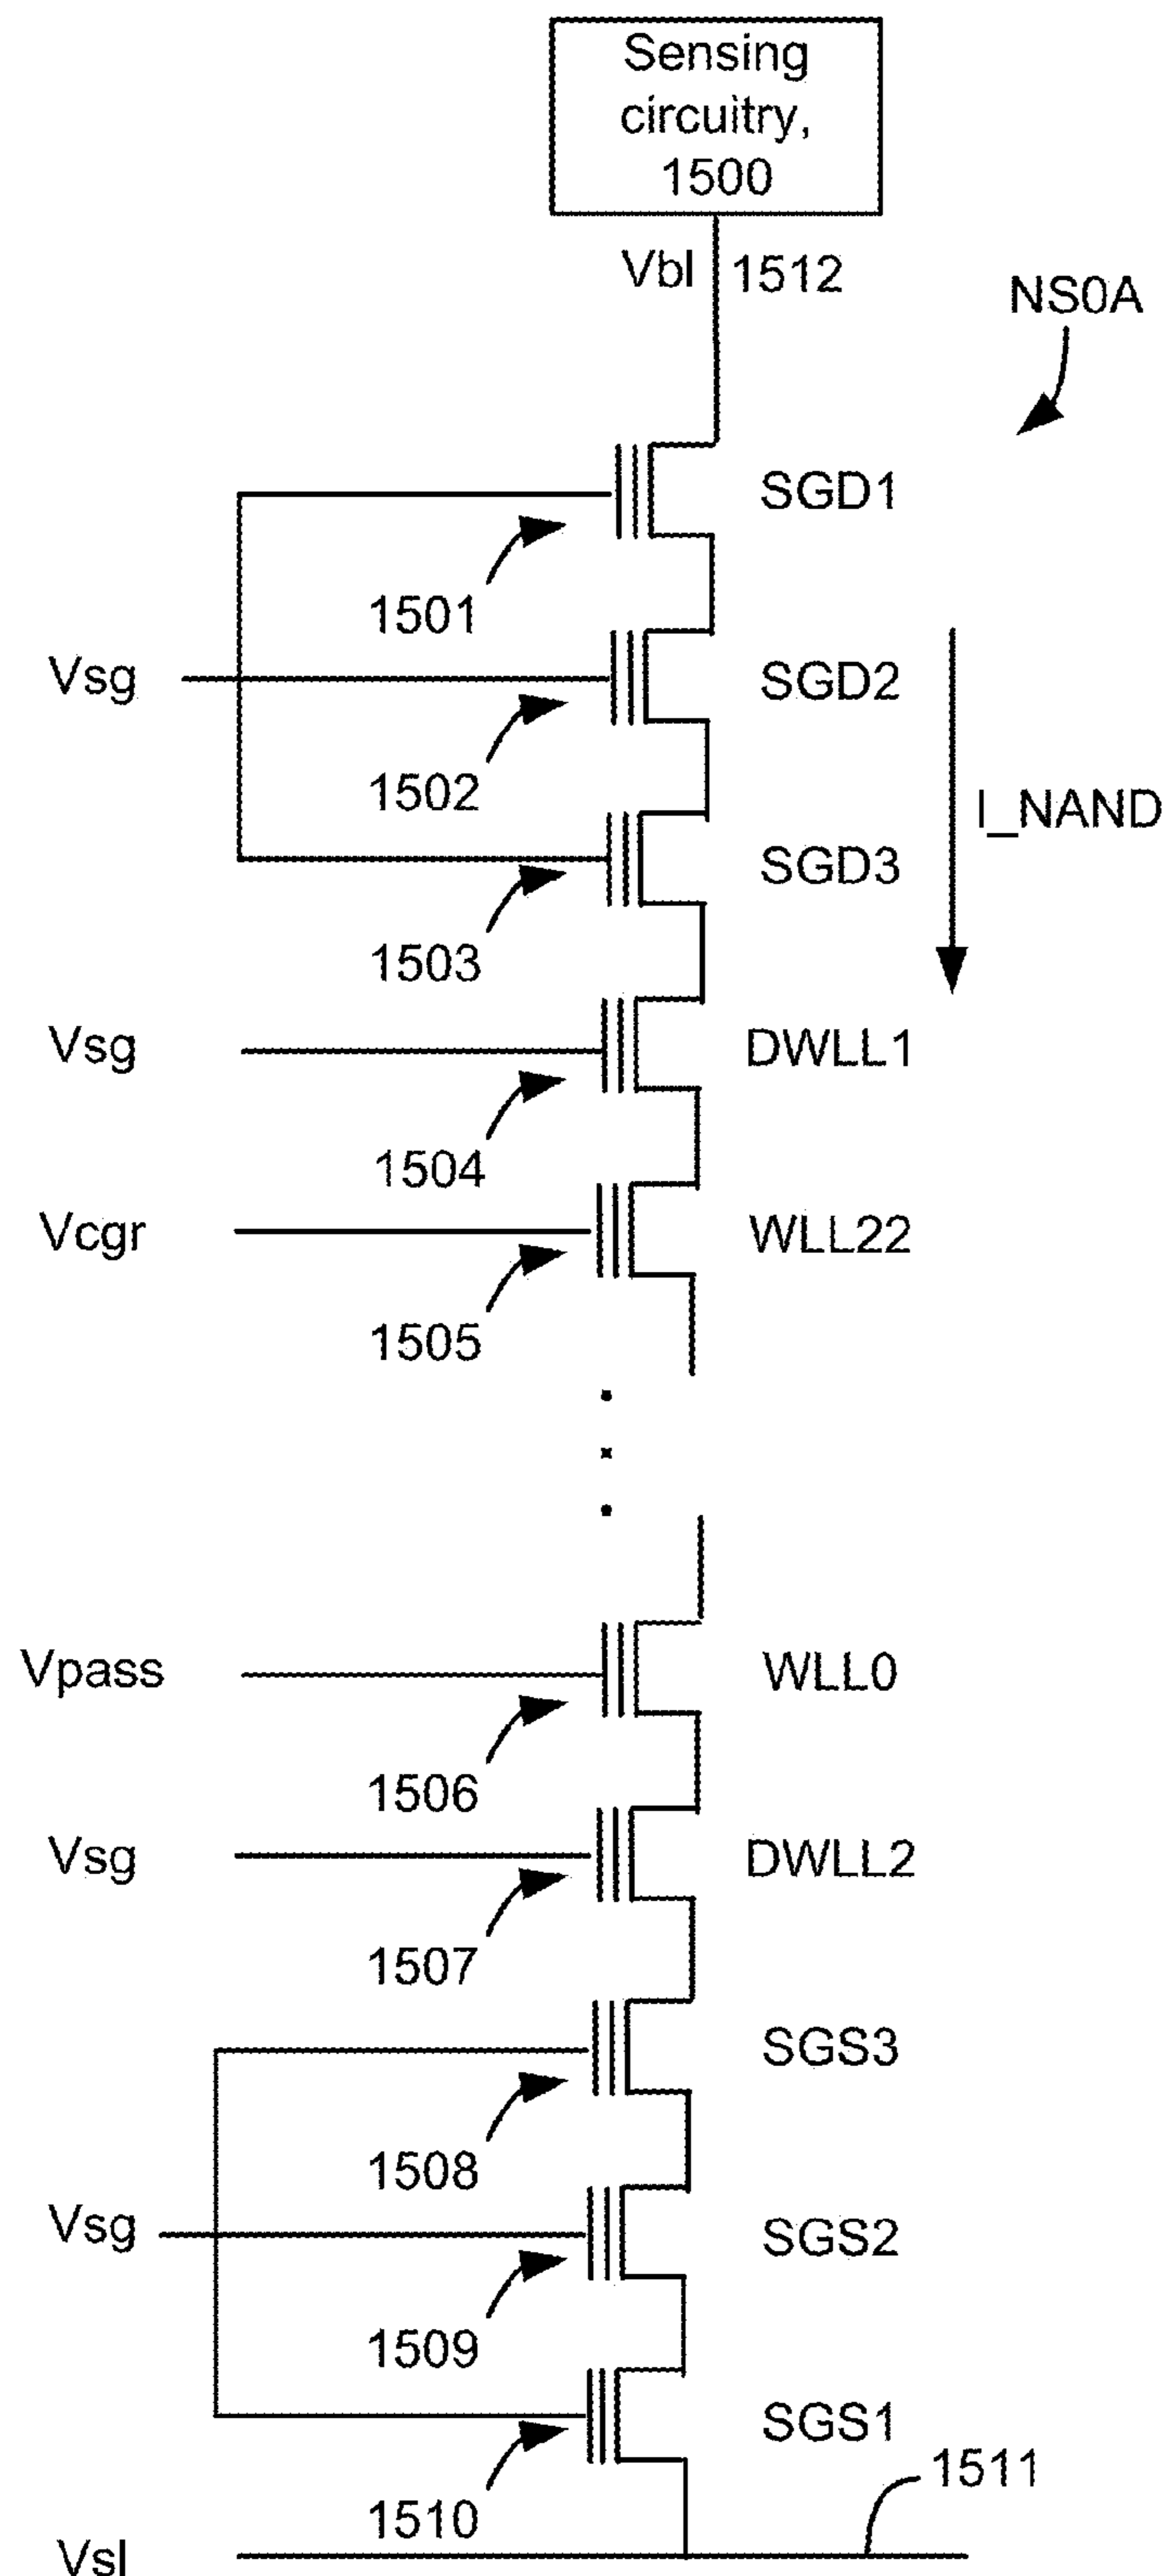 Sensing
circuitry,
1500
Vbl 1512
NS0A
SGD1
1501
Vsg
SGD2
1502
I_NAND
SGD3
1503
Vsg
DWLL1
1504
Vcgr
WLL22
1505
Vpass
WLL0
1506
Vsg
DWLL2
1507
SGS3
1508
Vsg
SGS2
1509
SGS1
1511
1510
Vsl